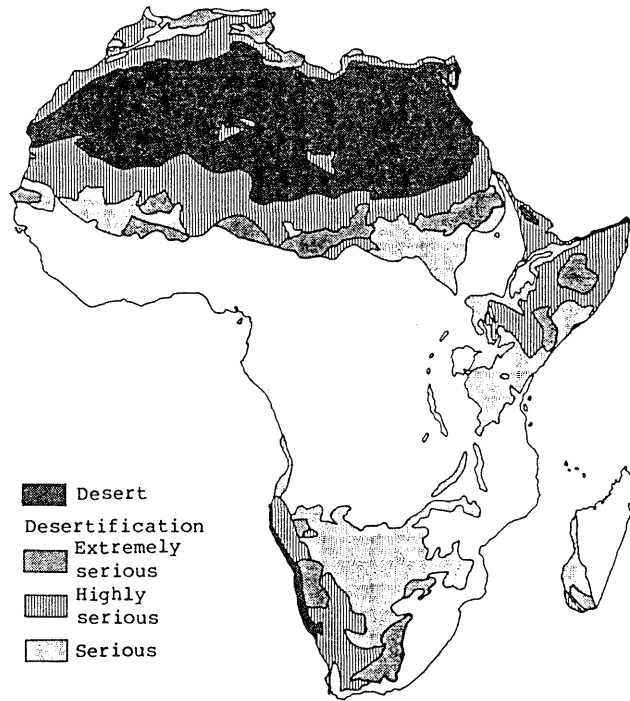 Desert
Desertification
Extremely
serious
Highly
serious
Serious